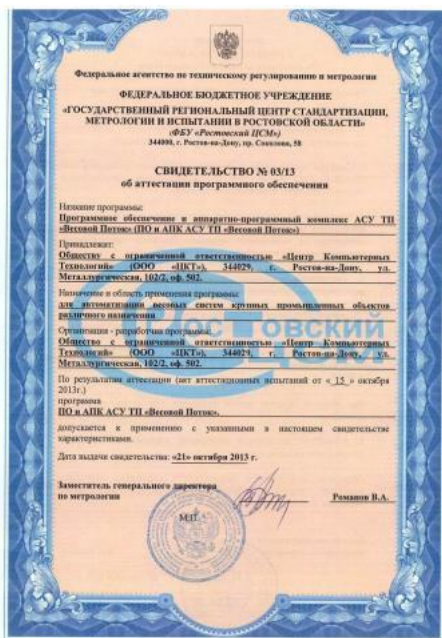 Федеральное агентство по техническому регулированию и метрологии
ФЕДЕРАЛЬНОЕ БЮДЖЕТНОЕ УЧРЕЖДЕНИЕ
«ГОСУДАРСТВЕННЫЙ РЕГИОНАЛЬНЫЙ ЦЕНТР СТАНДАРТИЗАЦИИ,
МЕТРОЛОГИИ И ИСПЫТАНИЙ В РОСТОВСКОЙ ОБЛАСТИ»
(ФБУ «Ростовский ЦСМ»)
344000, г. Ростов-на-Дону, пр. Соколова, 58
СВИДЕТЕЛЬСТВО № 03/13
об аттестации программного обеспечения
Название программы:
Программное обеспечение и аппаратно-программный комплекс АСУ ТП
«Весовой Поток» (ПО и АПК АСУ ТП «Весовой Поток»)
Принадлежит:
Обществу с ограниченной ответственностью «Центр Компьютерных
Технологий» (ООО «ЦКТ»), 344029, г. Ростов-на-Дону, ул.
Металлургическая, 102/2, оф. 502.
Назначение и область применения программы:
для автоматизации весовых систем крупных промышленных объектов
различного назначения
Организация - разработчик программы:
Общество с ограниченной ответственностью «Центр Компьютерных
Технологий» (ООО «ЦКТ»), 344029, г. Ростов-на-Дону, ул.
Металлургическая, 102/2, оф. 502.
По результатам аттестации (акт аттестационных испытаний от « 15 » октября
2013г.)
программа
ПО и АПК АСУ ТП «Весовой Поток».
допускается к применению с указанными в настоящем свидетельстве
характеристиками.
Дата выдачи свидетельства: «21» октября 2013 г.
Заместитель генерального директора
по метрологии
Романов В.А.
М.П.